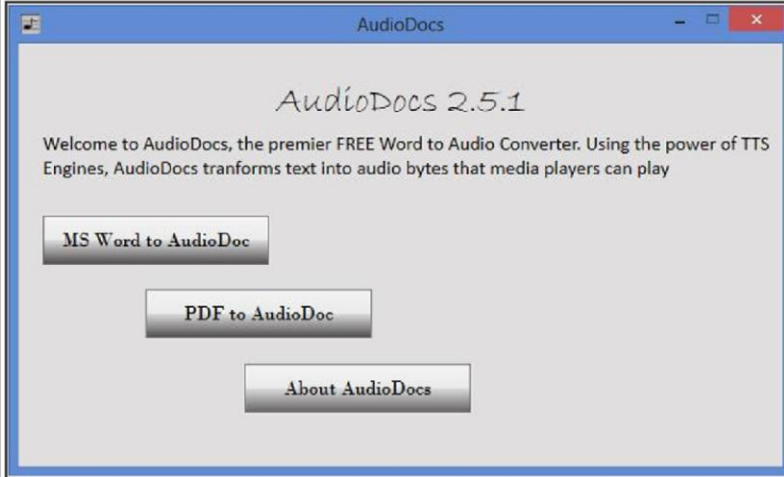 AudioDocs
AudioDocs 2.5.1
Welcome to AudioDocs, the premier FREE Word to Audio Converter. Using the power of TTS
Engines, AudioDocs tranforms text into audio bytes that media players can play
MS Word to AudioDoc
PDF to AudioDoc
About AudioDocs